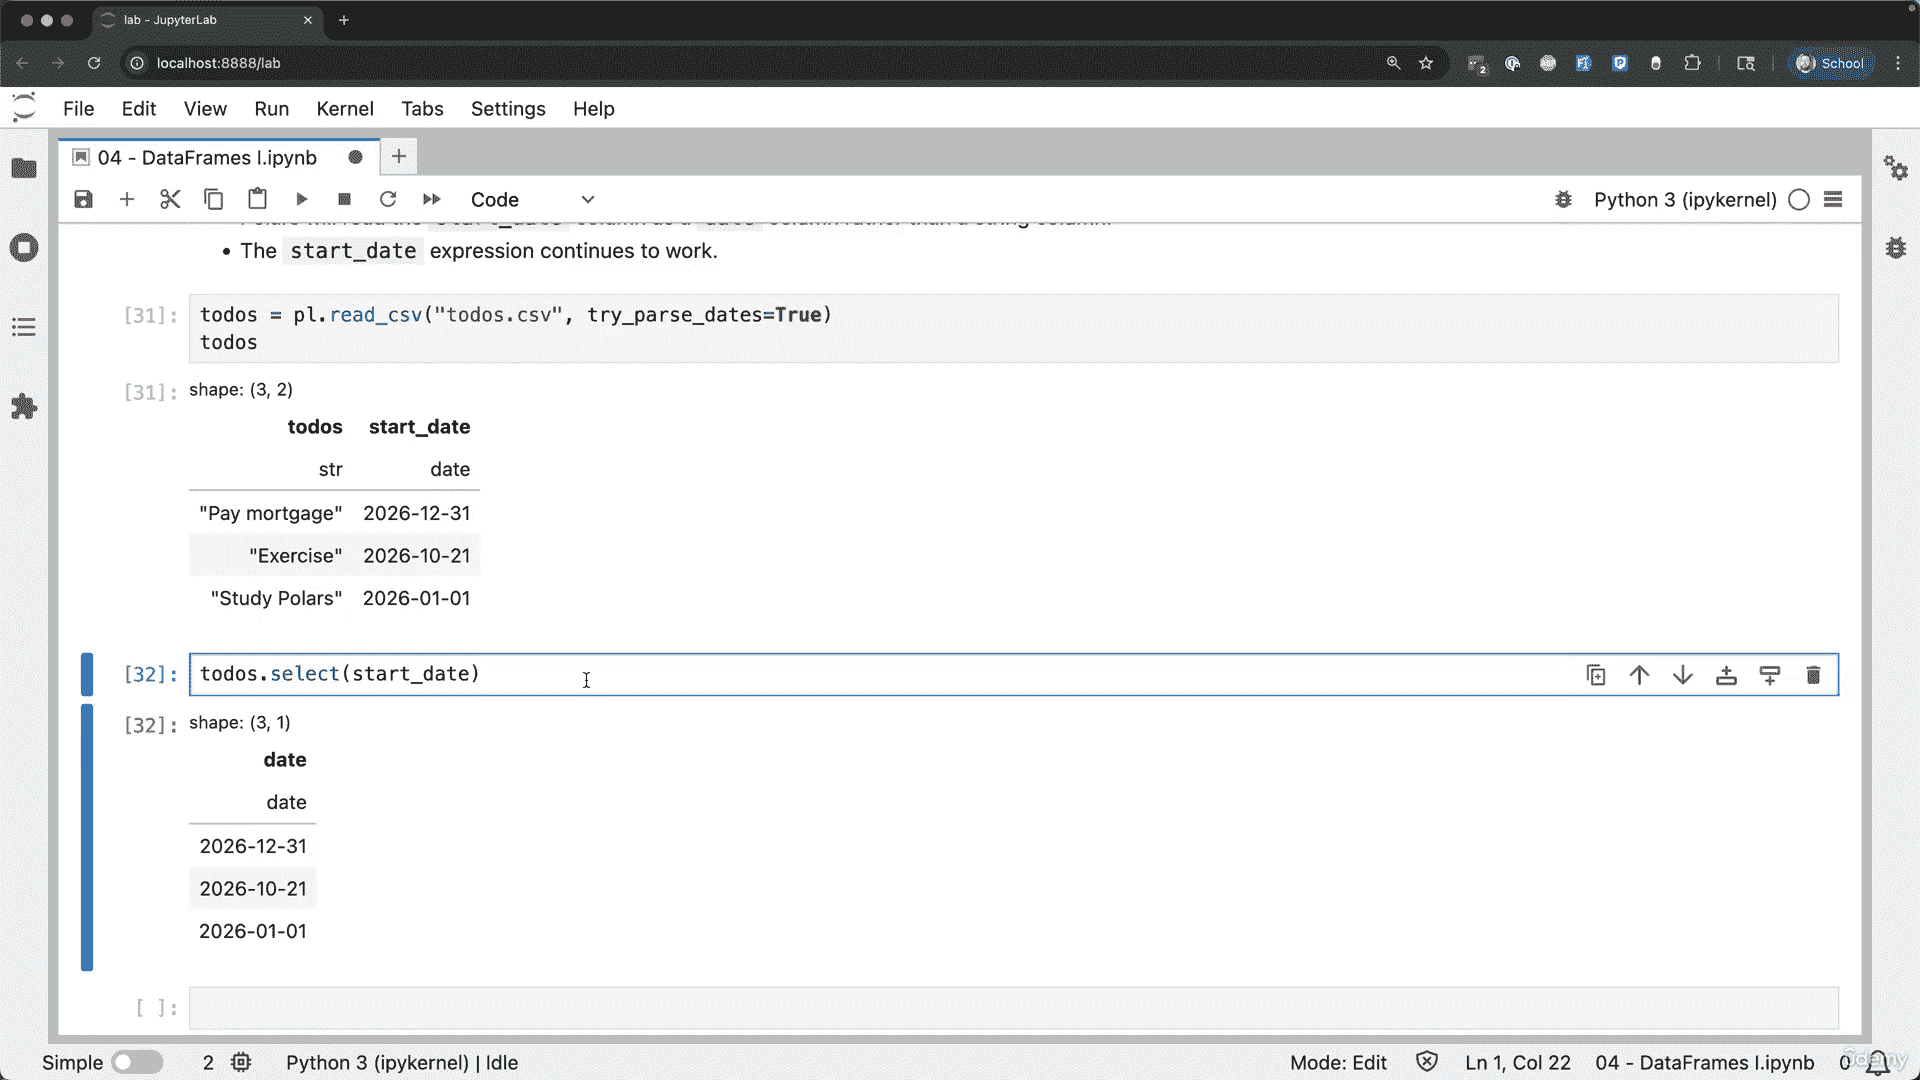 lab - JupyterLab
localhost:8888/lab
2
School
File Edit View Run Kernel Tabs Settings Help
04 - DataFrames I.ipynb
Code
Python 3 (ipykernel)
• The start_date expression continues to work.
[31]: todos = pl.read_csv("todos.csv", try_parse_dates=True)
todos
[31]: shape: (3, 2)
todos start_date
str date
"Pay mortgage" 2026-12-31
"Exercise" 2026-10-21
"Study Polars" 2026-01-01
[32]: todos.select(start_date)
[32]: shape: (3, 1)
date
date
2026-12-31
2026-10-21
2026-01-01
[ ]:
Simple 2 Python 3 (ipykernel) | Idle Mode: Edit Ln 1, Col 22 04 - DataFrames I.ipynb 0